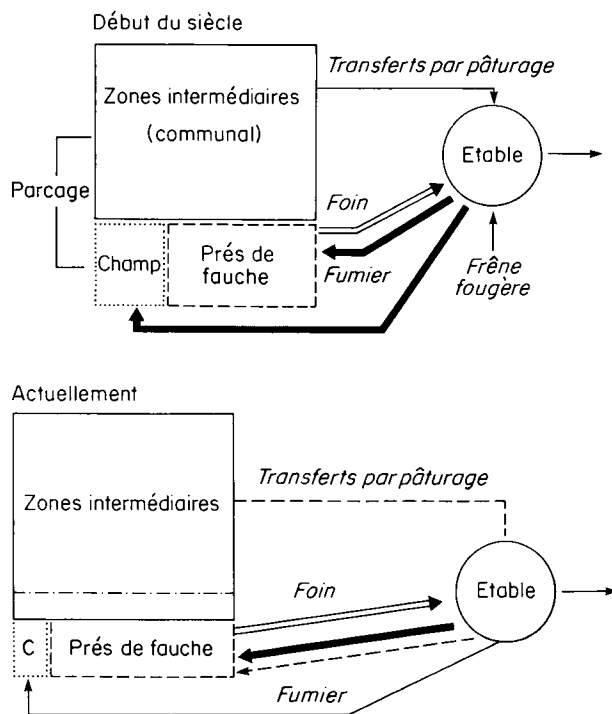 Début du siècle
Transferts par pâturage
Zones intermédiaires
(communal)
Etable
Parcage
Foin
Champ
Prés de
fauche
Fumier
Frêne
fougère
Actuellement
Transferts par pâturage
Zones intermédiaires
Foin
Etable
C
Prés de fauche
Fumier